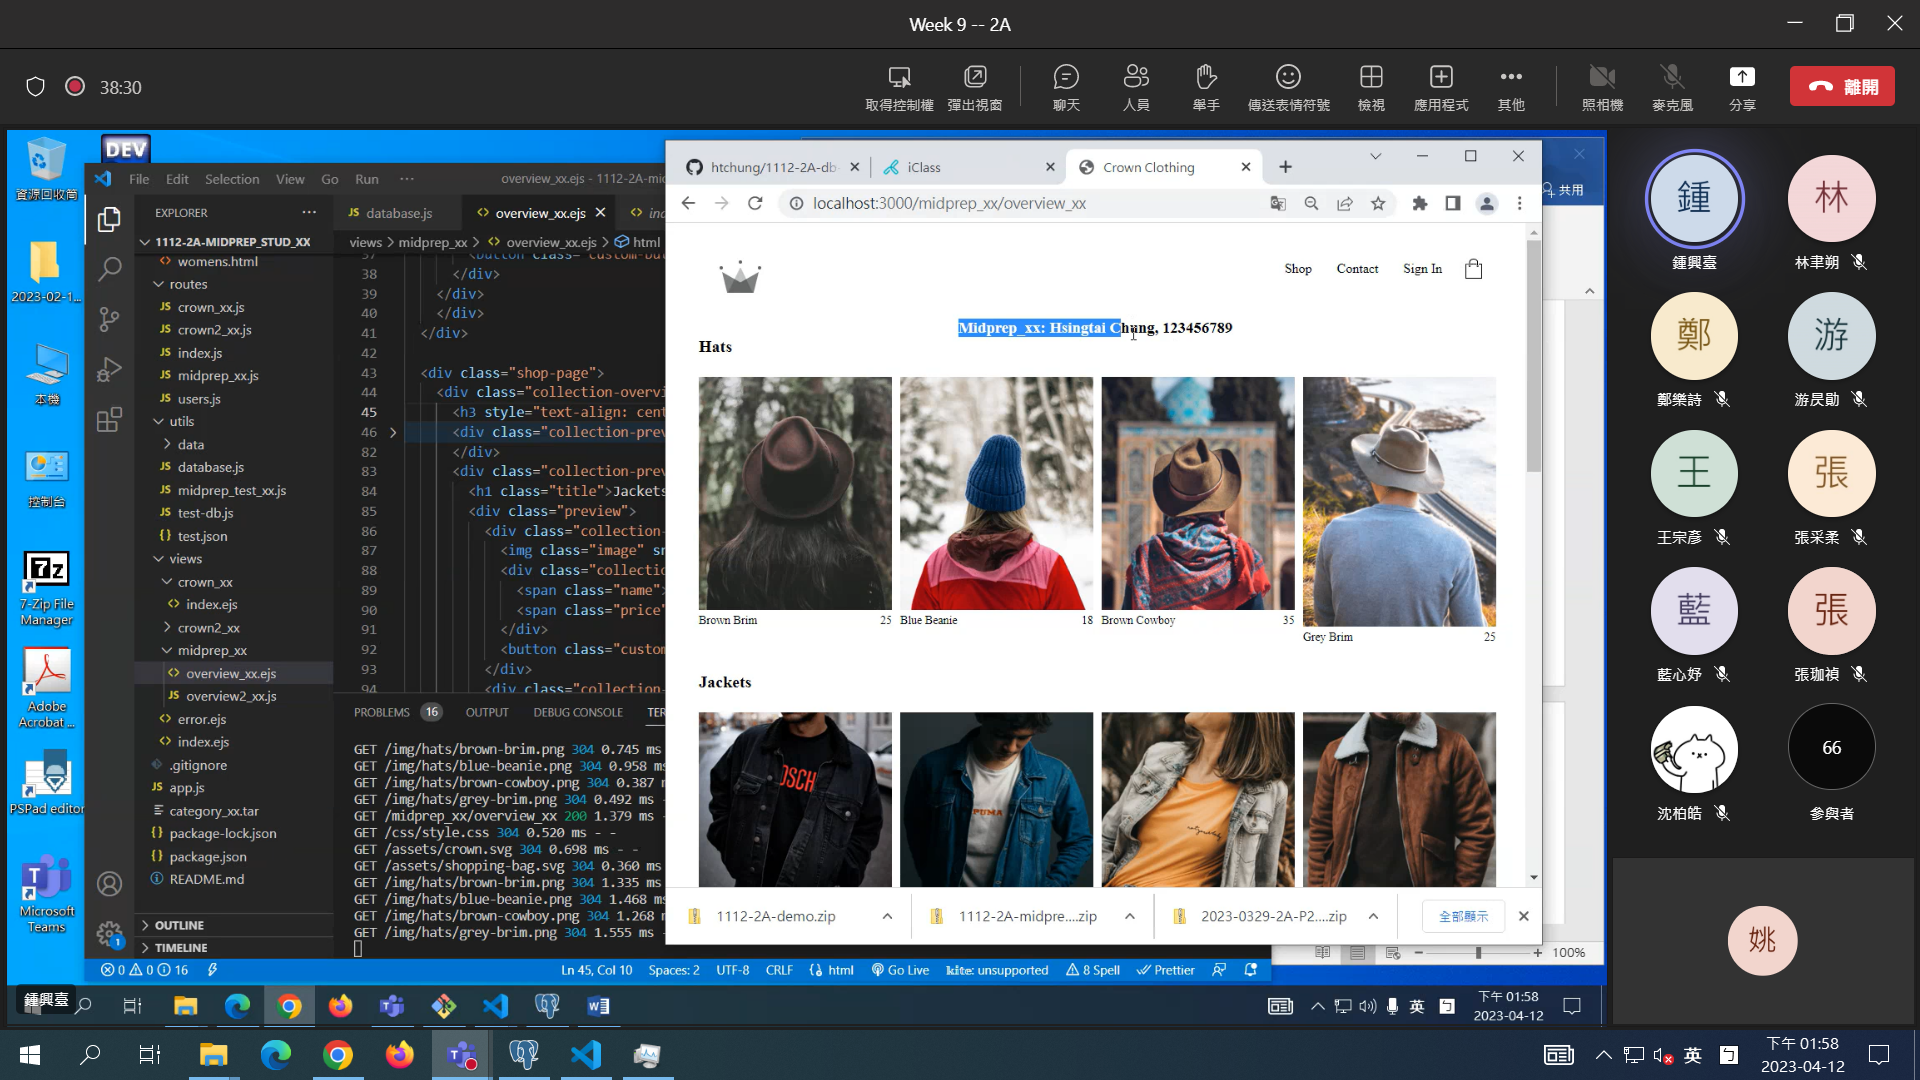 Week 9 -- 2A
38:30
取得控制權
彈出視窗
聊天
人員
舉手
傳送表情符號
檢視
應用程式
其他
照相機
麥克風
分享
離開
資源回收筒
2023-02-1...
本機
控制台
7-Zip File
Manager
Adobe
Acrobat ...
PSPad editor
Microsoft
Teams
DEV
File Edit Selection View Go Run ···
overview_xx.ejs - 1112-2A-mi
EXPLORER
1112-2A-MIDPREP_STUD_XX
womens.html
routes
JS crown_xx.js
JS crown2_xx.js
JS index.js
JS midprep_xx.js
JS users.js
utils
data
JS database.js
JS midprep_test_xx.js
JS test-db.js
{} test.json
views
crown_xx
<> index.ejs
crown2_xx
midprep_xx
<> overview_xx.ejs
JS overview2_xx.js
<> error.ejs
<> index.ejs
.gitignore
JS app.js
category_xx.tar
{} package-lock.json
{} package.json
README.md
OUTLINE
TIMELINE
JS database.js
<> overview_xx.ejs
views > midprep_xx > <> overview_xx.ejs > html
37 <button class="custom-bu
38 </div>
39 </div>
40 </div>
41 </div>
42
43 <div class="shop-page">
44 <div class="collection-overvi
45 <h3 style="text-align: cent
46 <div class="collection-prev
82 </div>
83 <div class="collection-prev
84 <h1 class="title">Jackets
85 <div class="preview">
86 <div class="collection-
87 <img class="image" sr
88 <div class="collectio
89 <span class="name">
90 <span class="price"
91 </div>
92 <button class="custom
93 </div>
94 <div class="collection-
PROBLEMS 16 OUTPUT DEBUG CONSOLE TER
GET /img/hats/brown-brim.png 304 0.745 ms
GET /img/hats/blue-beanie.png 304 0.958 ms
GET /img/hats/brown-cowboy.png 304 0.387 m
GET /img/hats/grey-brim.png 304 0.492 ms -
GET /midprep_xx/overview_xx 200 1.379 ms -
GET /css/style.css 304 0.520 ms - -
GET /assets/crown.svg 304 0.698 ms - -
GET /assets/shopping-bag.svg 304 0.360 ms
GET /img/hats/brown-brim.png 304 1.335 ms
GET /img/hats/blue-beanie.png 304 1.468 ms
GET /img/hats/brown-cowboy.png 304 1.268 m
GET /img/hats/grey-brim.png 304 1.555 ms -
0 0 16
Ln 45, Col 10 Spaces: 2 UTF-8 CRLF {} html Go Live kite: unsupported 8 Spell Prettier
htchung/1112-2A-db
iClass
Crown Clothing
localhost:3000/midprep_xx/overview_xx
Shop Contact Sign In
Midprep_xx: Hsingtai Chung, 123456789
Hats
Brown Brim 25
Blue Beanie 18
Brown Cowboy 35
Grey Brim 25
Jackets
PUMA
1112-2A-demo.zip
1112-2A-midpre....zip
2023-0329-2A-P2....zip
全部顯示
共用
100%
鍾興臺
英
下午 01:58
2023-04-12
鍾
鍾興臺
林
林聿朔
鄭
鄭樂詩
游
王
王宗彥
張
張采柔
藍
藍心妤
張
張珈禎
沈柏皓
66
參與者
姚
英
下午 01:58
2023-04-12